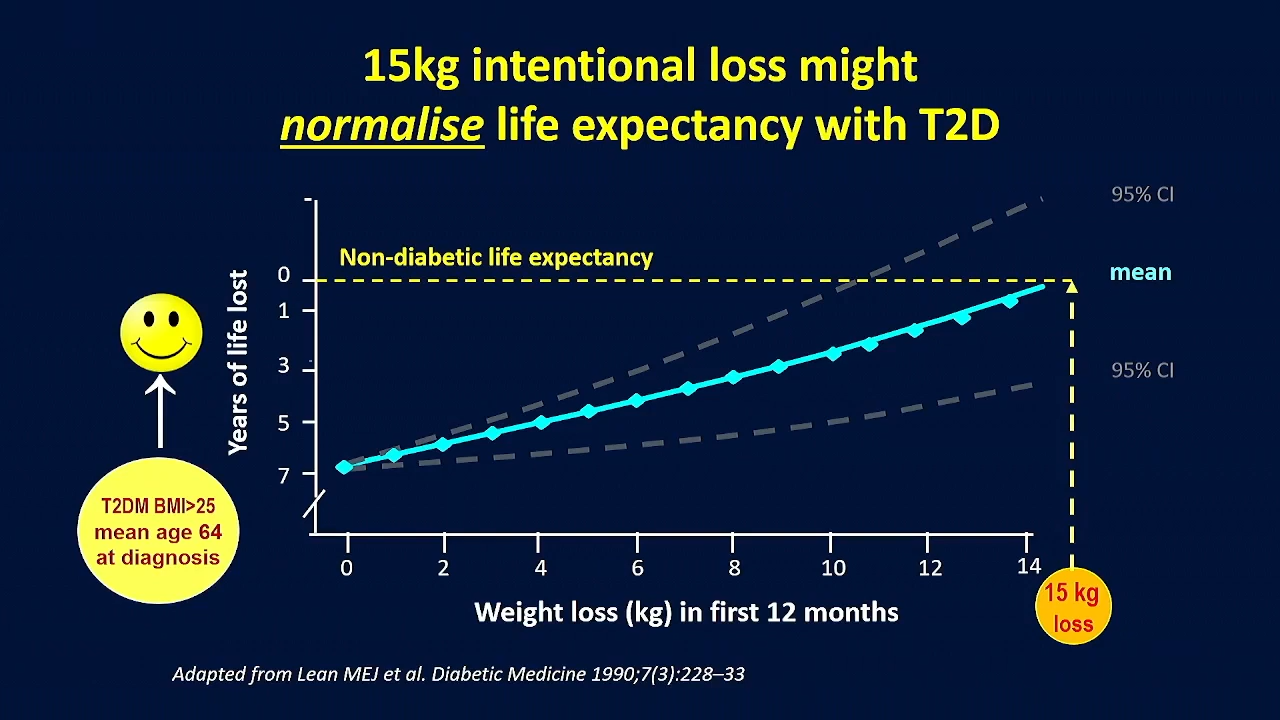 15kg intentional loss might
normalise life expectancy with T2D
95% CI
Non-diabetic life expectancy
mean
95% CI
Years of life lost
0
1
3
5
7
T2DM BMI>25
mean age 64
at diagnosis
0 2 4 6 8 10 12 14
15 kg
loss
Weight loss (kg) in first 12 months
Adapted from Lean MEJ et al. Diabetic Medicine 1990;7(3):228–33